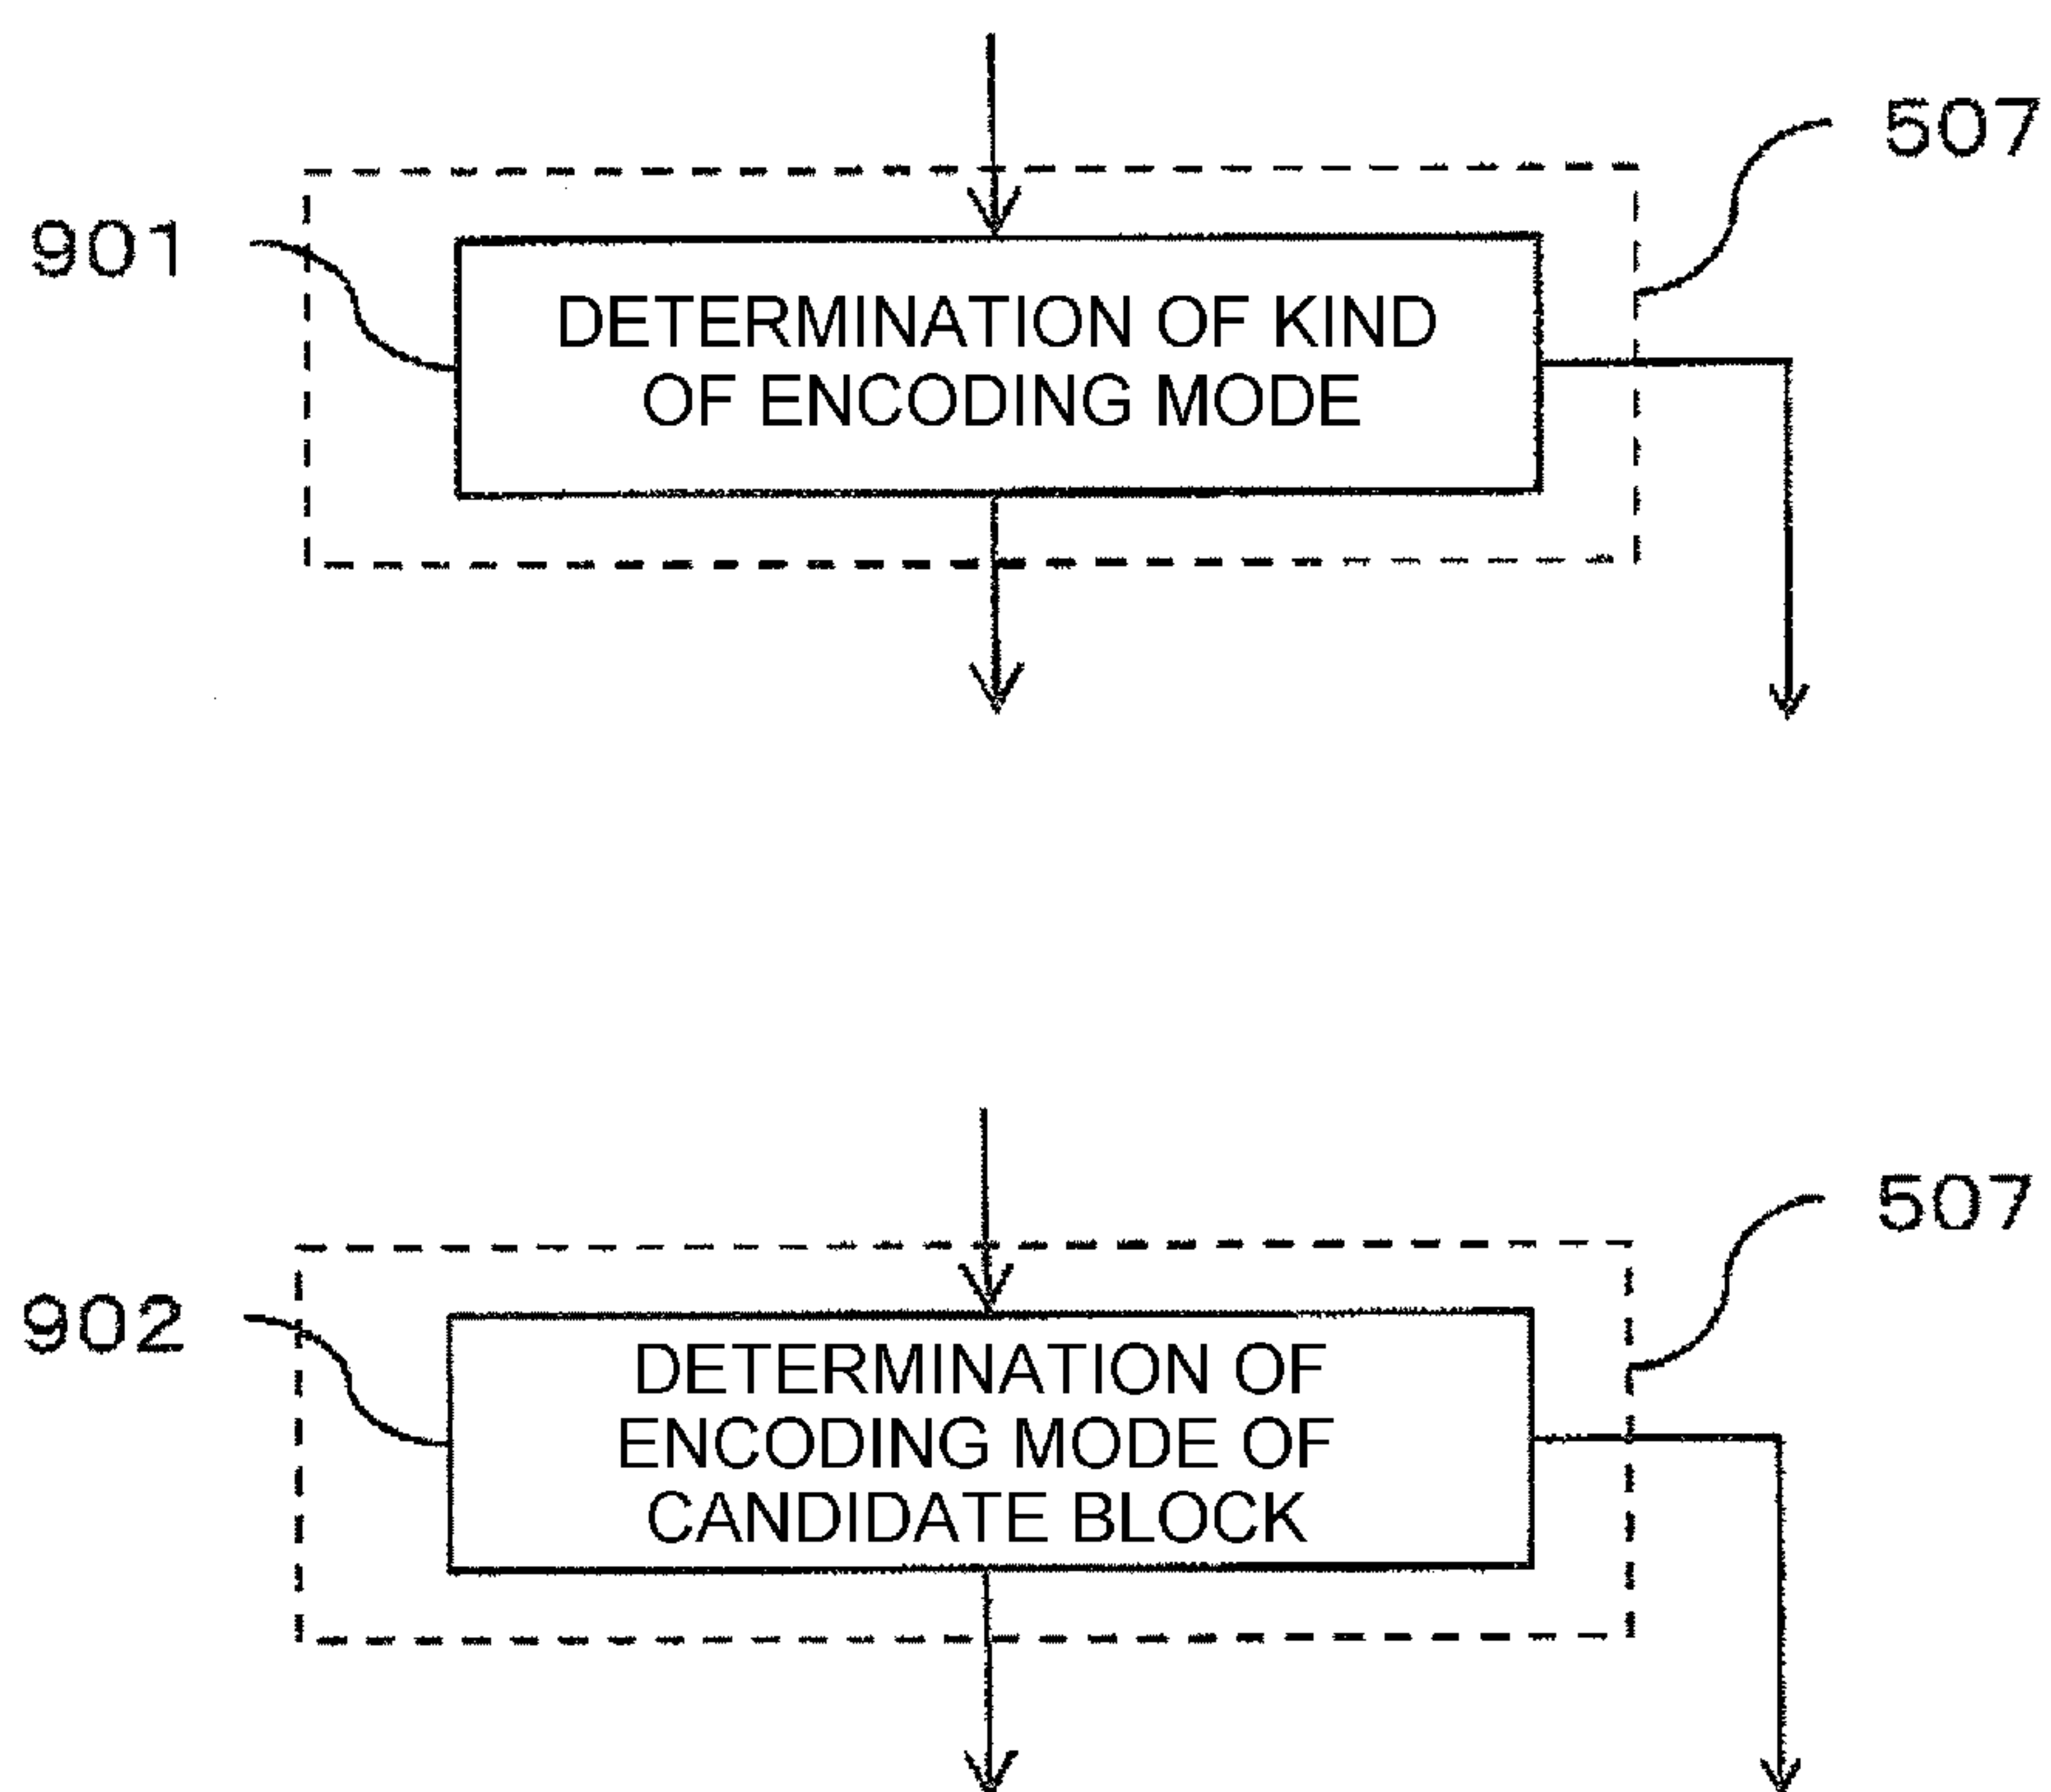 507
901
DETERMINATION OF KIND
OF ENCODING MODE
507
902
DETERMINATION OF
ENCODING MODE OF
CANDIDATE BLOCK